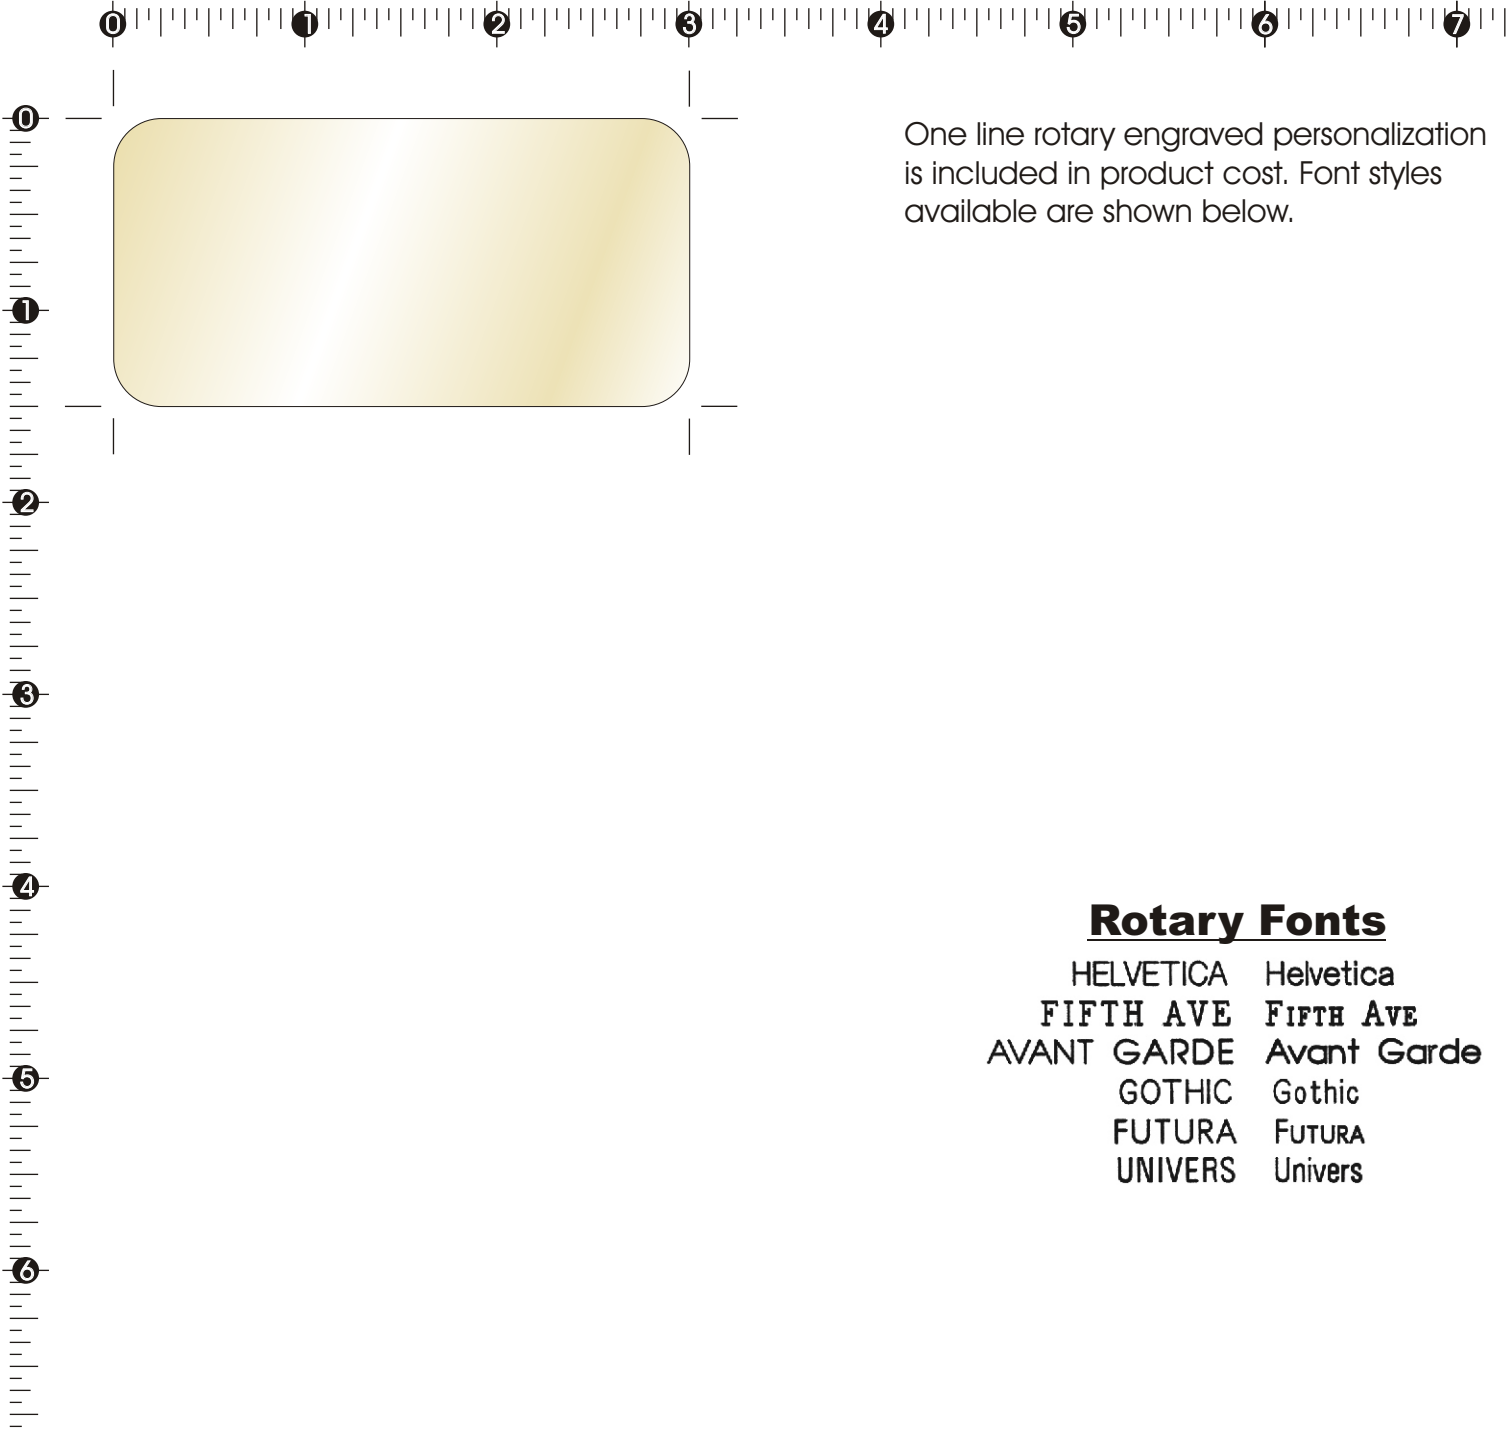 0 1 2 3 4 5 6 7
0
1
2
3
4
5
6
One line rotary engraved personalization
is included in product cost. Font styles
available are shown below.
Rotary Fonts
HELVETICA Helvetica
FIFTH AVE FIFTH AVE
AVANT GARDE Avant Garde
GOTHIC Gothic
FUTURA FUTURA
UNIVERS Univers